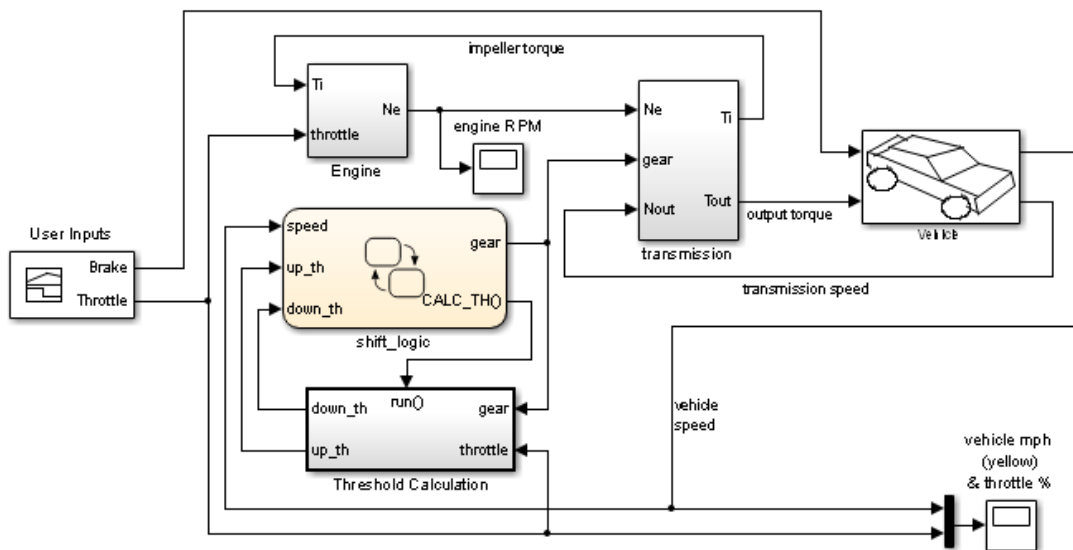 impeller torque
Ti
Ne
throttle
Engine
engine RPM
Ne
Ti
gear
Nout
Tout
transmission
output torque
Vehicle
transmission speed
User Inputs
Brake
Throttle
speed
gear
up_th
CALC_TH()
down_th
shift_logic
run()
down_th
gear
up_th
throttle
Threshold Calculation
vehicle
speed
vehicle mph
(yellow)
& throttle %